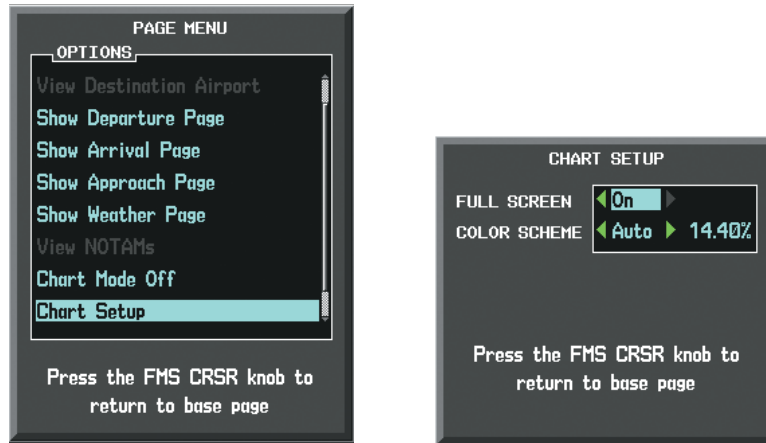 PAGE MENU
OPTIONS
View Destination Airport
Show Departure Page
Show Arrival Page
Show Approach Page
Show Weather Page
View NOTAMs
Chart Mode Off
Chart Setup
Press the FMS CRSR knob to
return to base page
CHART SETUP
FULL SCREEN On
COLOR SCHEME Auto 14.40%
Press the FMS CRSR knob to
return to base page